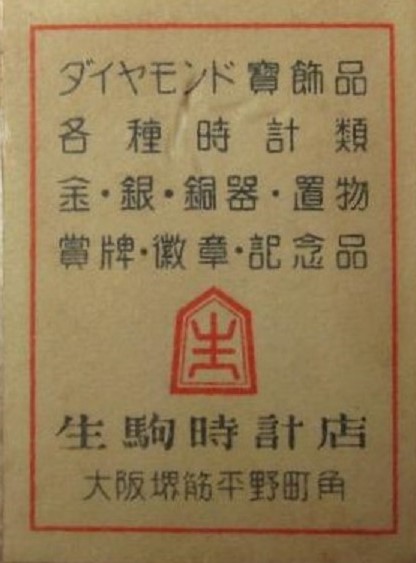 ダイヤモンド寶飾品
各種時計類
金・銀・銅器・置物
賞牌・徽章・記念品
生
生駒時計店
大阪堺筋平野町角